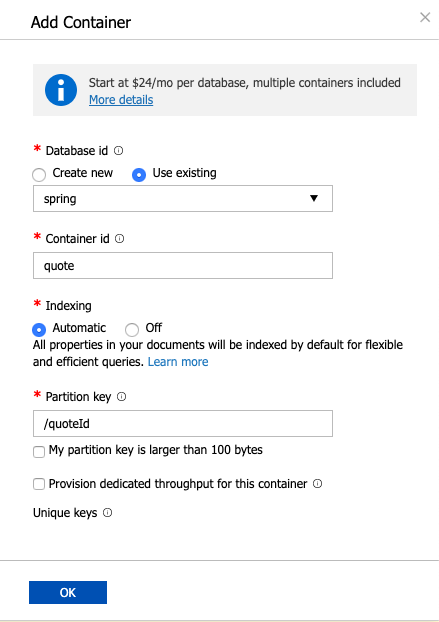 Add Container
Start at $24/mo per database, multiple containers included
More details
* Database id
Create new Use existing
spring
* Container id
quote
* Indexing
Automatic Off
All properties in your documents will be indexed by default for flexible
and efficient queries. Learn more
* Partition key
/quoteId
My partition key is larger than 100 bytes
Provision dedicated throughput for this container
Unique keys
OK